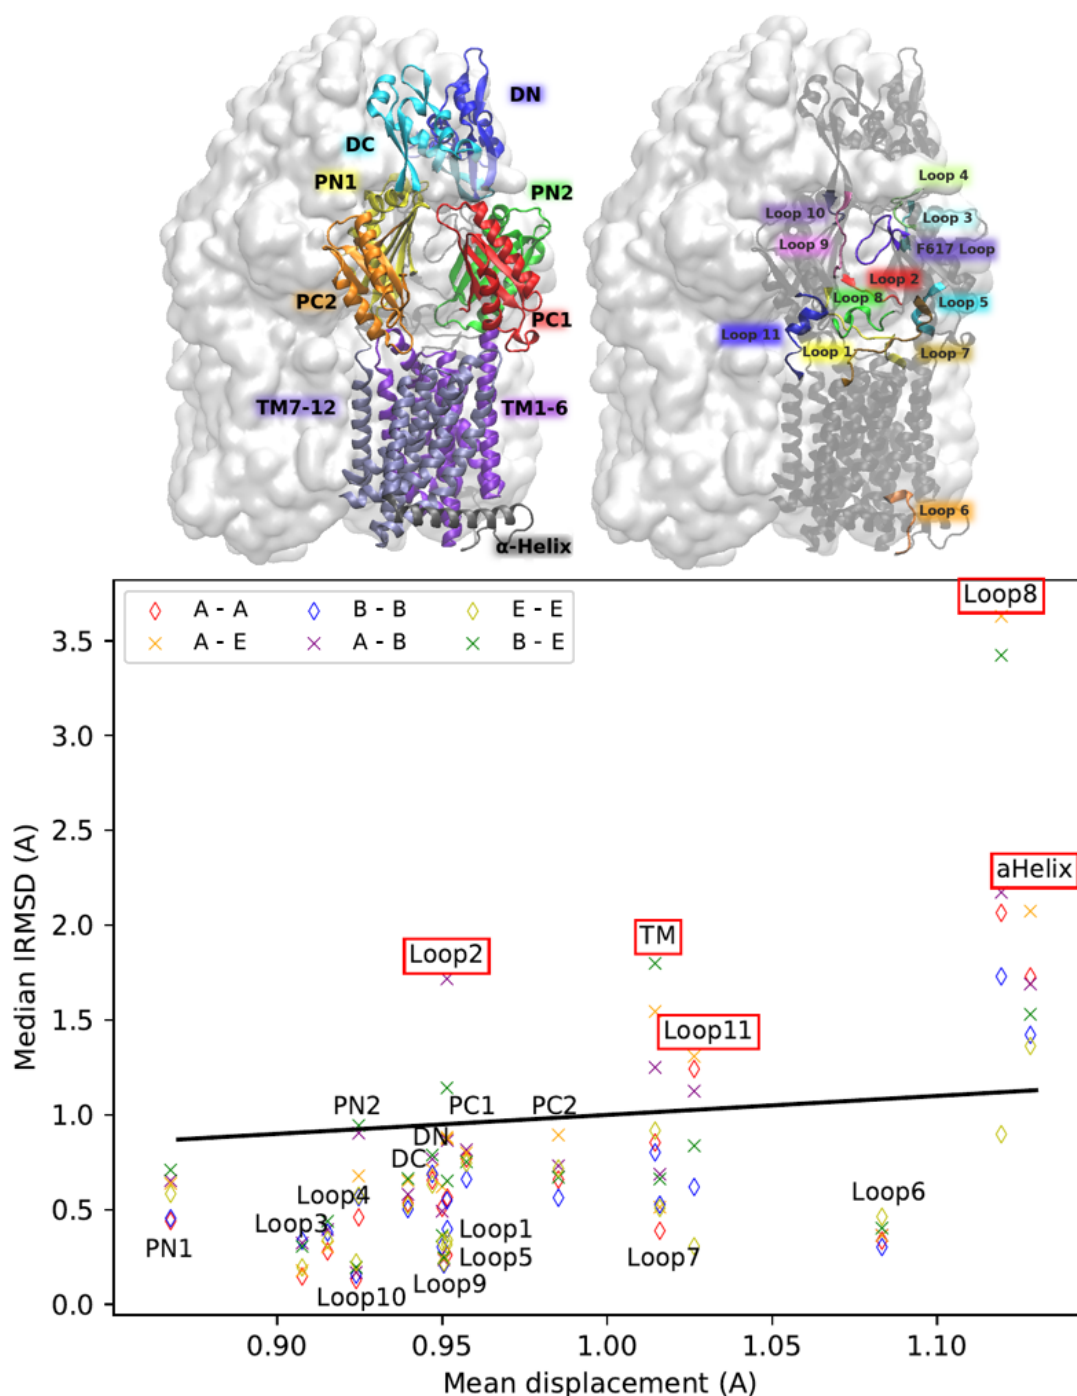 DN
DC
PN1
PN2
PC2
PC1
TM7-12
TM1-6
α-Helix
Loop 4
Loop 10
Loop 3
Loop 9
F617 Loop
Loop 2
Loop 8
Loop 5
Loop 11
Loop 1
Loop 7
Loop 6
A - A
B - B
E - E
A - E
A - B
B - E
Loop8
aHelix
Loop2
TM
Loop11
PN2
PC1
PC2
DN
DC
Loop4
Loop3
Loop1
Loop6
PN1
Loop5
Loop7
Loop9
Loop10
3.5
3.0
2.5
2.0
1.5
1.0
0.5
0.0
Median lRMSD (A)
0.90 0.95 1.00 1.05 1.10
Mean displacement (A)